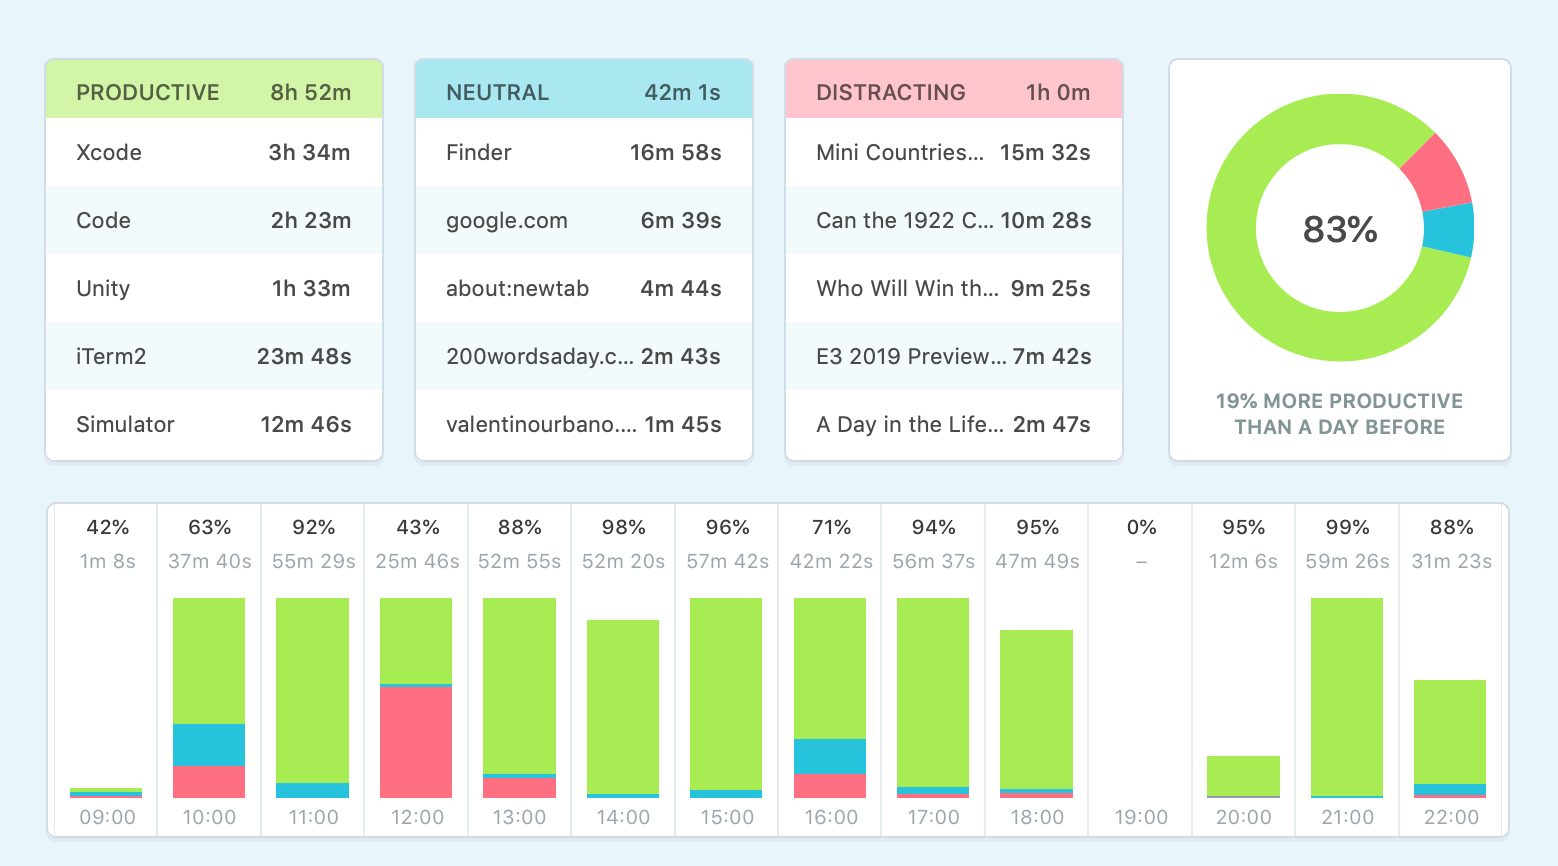 PRODUCTIVE 8h 52m
Xcode 3h 34m
Code 2h 23m
Unity 1h 33m
iTerm2 23m 48s
Simulator 12m 46s
NEUTRAL 42m 1s
Finder 16m 58s
google.com 6m 39s
about:newtab 4m 44s
200wordsaday.c... 2m 43s
valentinourbano.... 1m 45s
DISTRACTING 1h 0m
Mini Countries... 15m 32s
Can the 1922 C... 10m 28s
Who Will Win th... 9m 25s
E3 2019 Preview... 7m 42s
A Day in the Life... 2m 47s
83%
19% MORE PRODUCTIVE
THAN A DAY BEFORE
42% 63% 92% 43% 88% 98% 96% 71% 94% 95% 0% 95% 99% 88%
1m 8s 37m 40s 55m 29s 25m 46s 52m 55s 52m 20s 57m 42s 42m 22s 56m 37s 47m 49s – 12m 6s 59m 26s 31m 23s
09:00 10:00 11:00 12:00 13:00 14:00 15:00 16:00 17:00 18:00 19:00 20:00 21:00 22:00